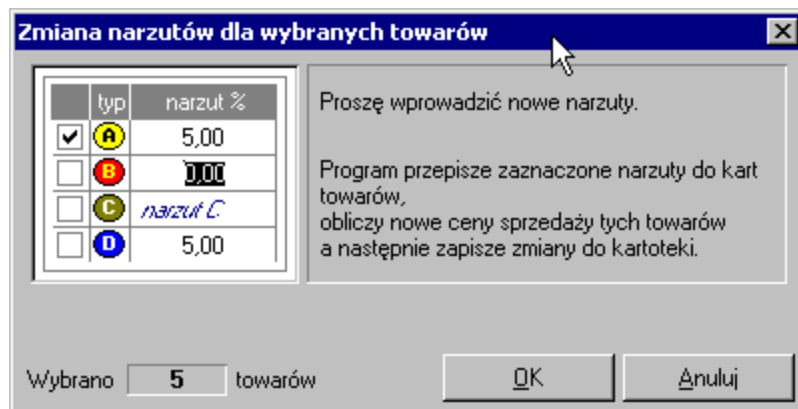 Zmiana narzutów dla wybranych towarów
typ narzut %
A 5,00
B 0,00
C narzut C
D 5,00
Proszę wprowadzić nowe narzuty.
Program przepisze zaznaczone narzuty do kart
towarów,
obliczy nowe ceny sprzedaży tych towarów
a następnie zapisze zmiany do kartoteki.
Wybrano 5 towarów
OK
Anuluj